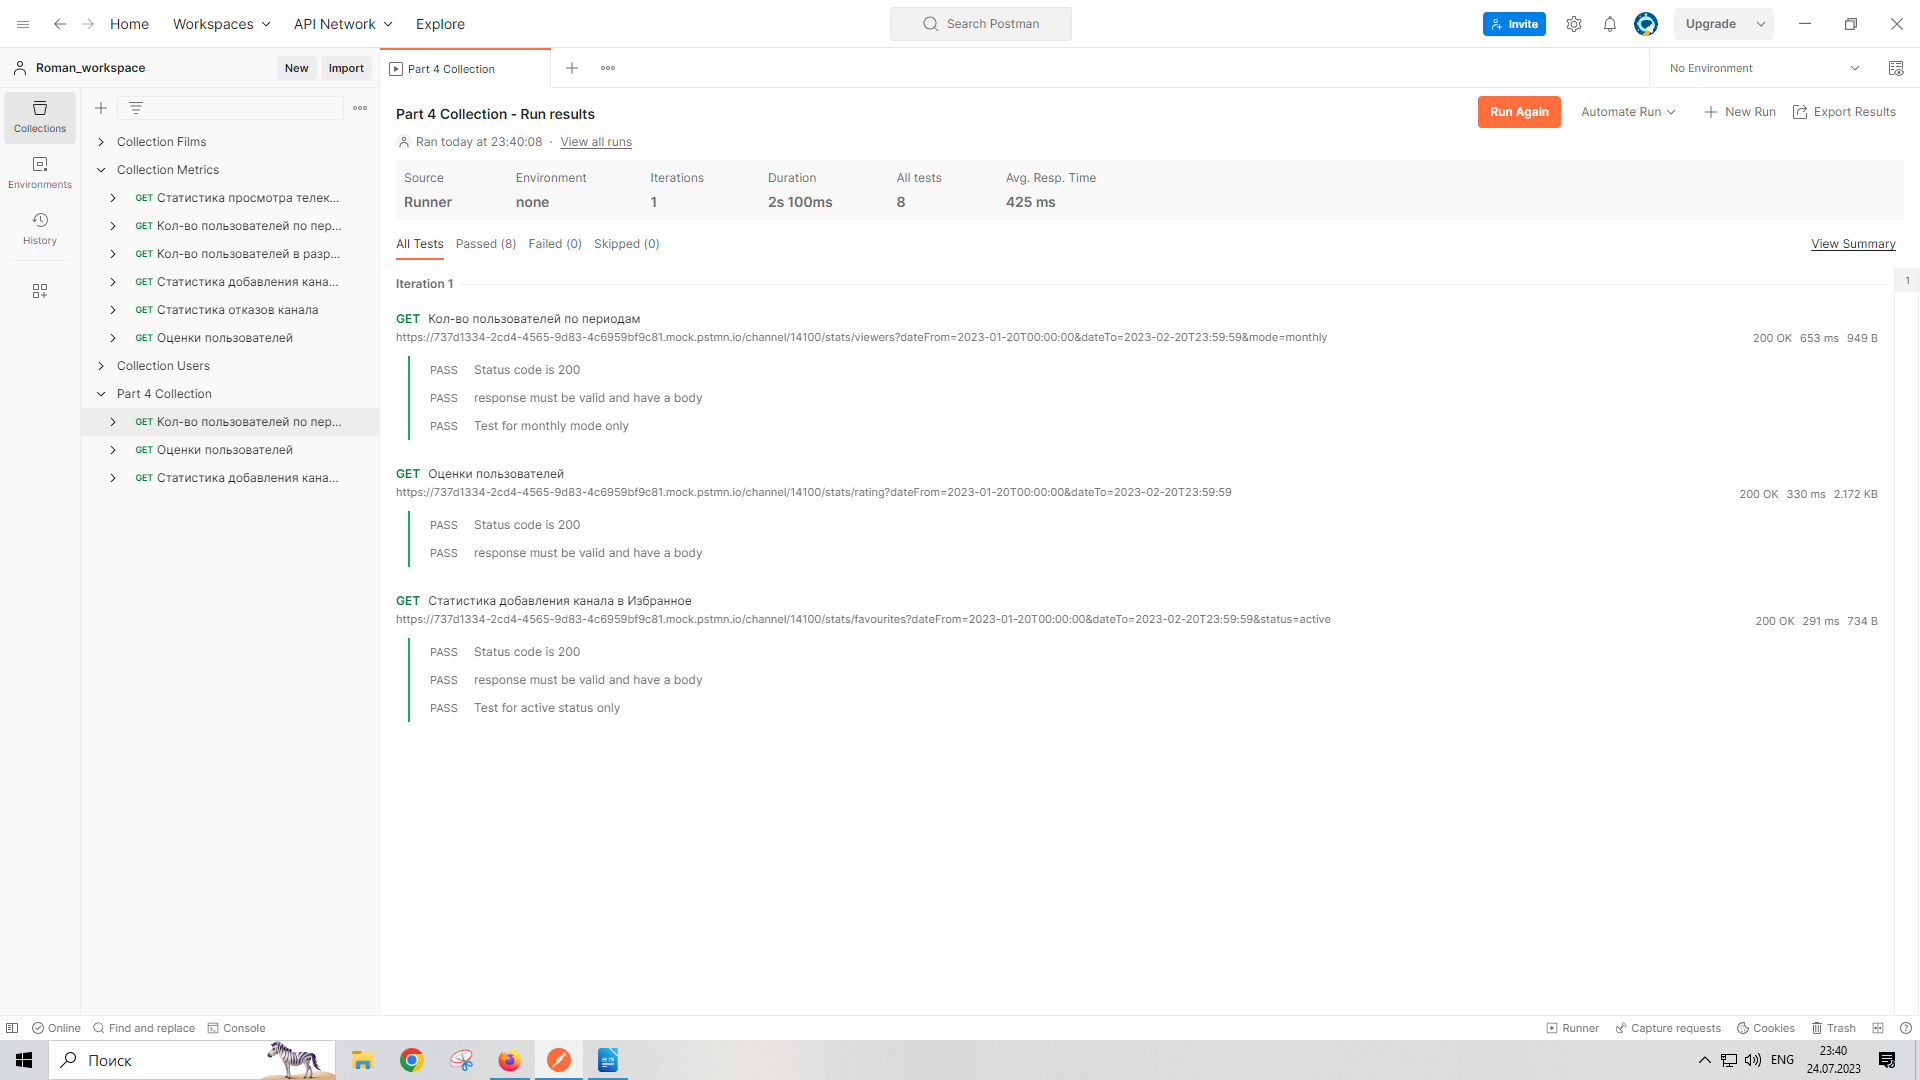 Home
Workspaces
API Network
Explore
Search Postman
Invite
Upgrade
Roman_workspace
New
Import
Part 4 Collection
No Environment
Collections
Environments
History
Collection Films
Collection Metrics
GET Статистика просмотра телек...
GET Кол-во пользователей по пер...
GET Кол-во пользователей в разр...
GET Статистика добавления кана...
GET Статистика отказов канала
GET Оценки пользователей
Collection Users
Part 4 Collection
GET Кол-во пользователей по пер...
GET Оценки пользователей
GET Статистика добавления кана...
Part 4 Collection - Run results
Run Again
Automate Run
New Run
Export Results
Ran today at 23:40:08 · View all runs
Source Environment Iterations Duration All tests Avg. Resp. Time
Runner none 1 2s 100ms 8 425 ms
All Tests Passed (8) Failed (0) Skipped (0)
View Summary
Iteration 1
1
GET Кол-во пользователей по периодам
https://737d1334-2cd4-4565-9d83-4c6959bf9c81.mock.pstmn.io/channel/14100/stats/viewers?dateFrom=2023-01-20T00:00:00&dateTo=2023-02-20T23:59:59&mode=monthly
200 OK 653 ms 949 B
PASS Status code is 200
PASS response must be valid and have a body
PASS Test for monthly mode only
GET Оценки пользователей
https://737d1334-2cd4-4565-9d83-4c6959bf9c81.mock.pstmn.io/channel/14100/stats/rating?dateFrom=2023-01-20T00:00:00&dateTo=2023-02-20T23:59:59
200 OK 330 ms 2.172 KB
PASS Status code is 200
PASS response must be valid and have a body
GET Статистика добавления канала в Избранное
https://737d1334-2cd4-4565-9d83-4c6959bf9c81.mock.pstmn.io/channel/14100/stats/favourites?dateFrom=2023-01-20T00:00:00&dateTo=2023-02-20T23:59:59&status=active
200 OK 291 ms 734 B
PASS Status code is 200
PASS response must be valid and have a body
PASS Test for active status only
Online
Find and replace
Console
Runner
Capture requests
Cookies
Trash
Поиск
ENG
23:40
24.07.2023